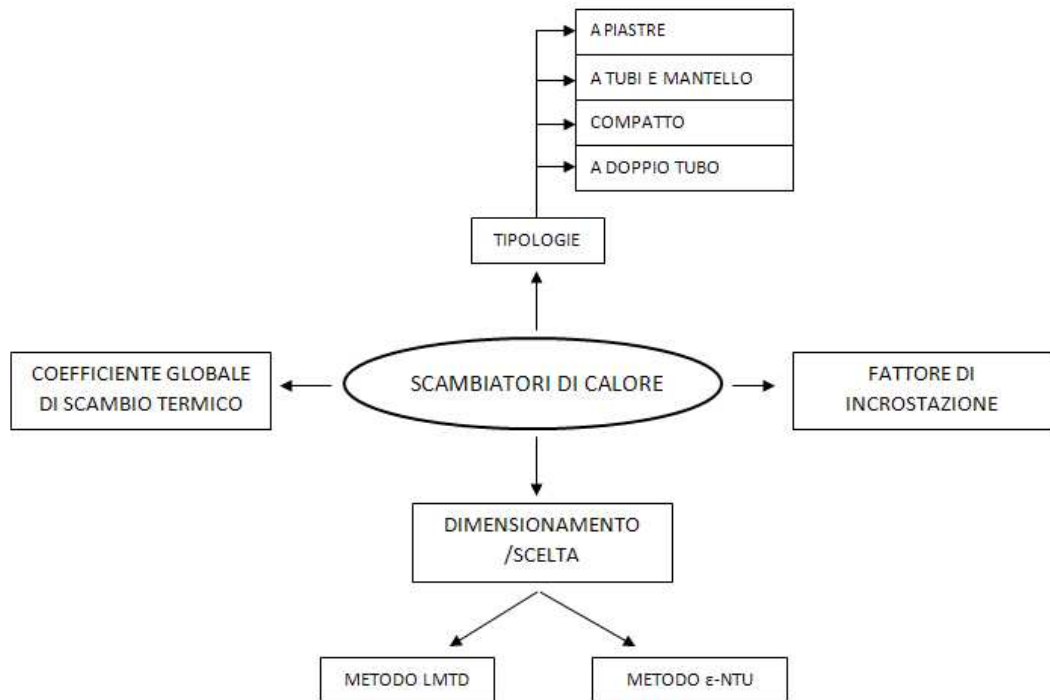 A PIASTRE
A TUBI E MANTELLO
COMPATTO
A DOPPIO TUBO
TIPOLOGIE
COEFFICIENTE GLOBALE
DI SCAMBIO TERMICO
SCAMBIATORI DI CALORE
FATTORE DI
INCROSTAZIONE
DIMENSIONAMENTO
/SCELTA
METODO LMTD
METODO ε-NTU